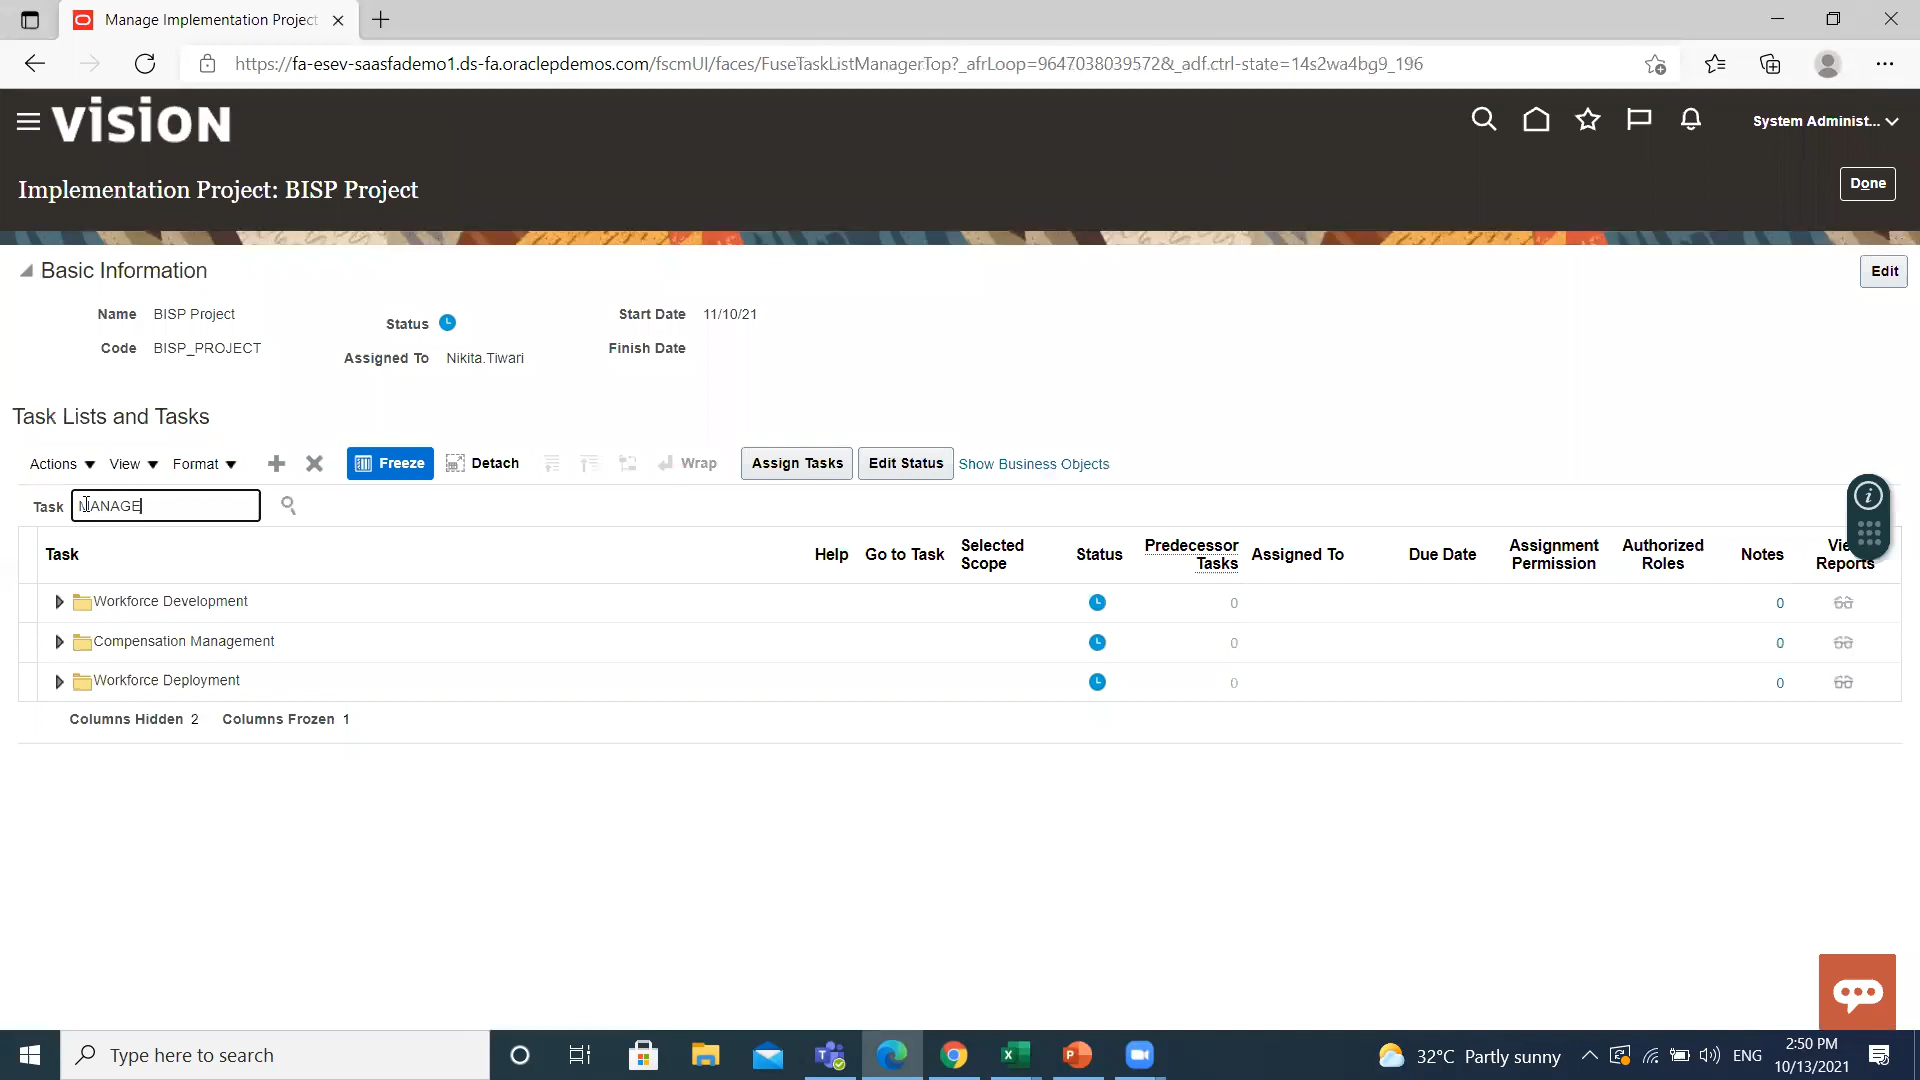 Manage Implementation Project
https://fa-esev-saasfademo1.ds-fa.oraclepdemos.com/fscmUI/faces/FuseTaskListManagerTop?_afrLoop=9647038039572&_adf.ctrl-state=14s2wa4bg9_196
vision
System Administ...
Implementation Project: BISP Project
Done
Basic Information
Edit
Name BISP Project
Status
Start Date 11/10/21
Code BISP_PROJECT
Assigned To Nikita.Tiwari
Finish Date
Task Lists and Tasks
Actions View Format Freeze Detach Wrap Assign Tasks Edit Status Show Business Objects
Task MANAGE
Task Help Go to Task Selected Scope Status Predecessor Tasks Assigned To Due Date Assignment Permission Authorized Roles Notes Reports
Workforce Development 0 0
Compensation Management 0 0
Workforce Deployment 0 0
Columns Hidden 2 Columns Frozen 1
Type here to search
32°C Partly sunny
ENG
2:50 PM
10/13/2021